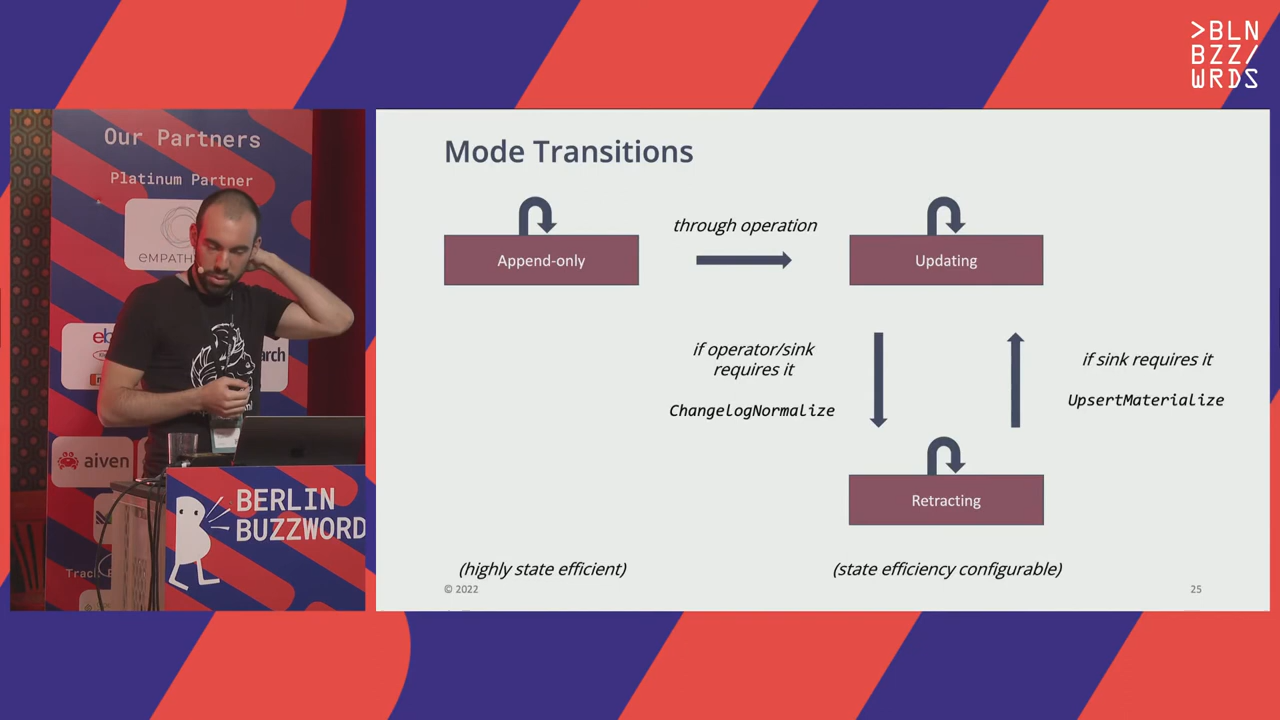 >BLN
BZZ/
WRDS
Our Partners
Platinum Partner
EMPATH
eb
arch
aiven
BERLIN
BUZZWORD
Mode Transitions
through operation
Append-only
Updating
if operator/sink
requires it
ChangelogNormalize
if sink requires it
UpsertMaterialize
Retracting
(highly state efficient)
(state efficiency configurable)
© 2022
25